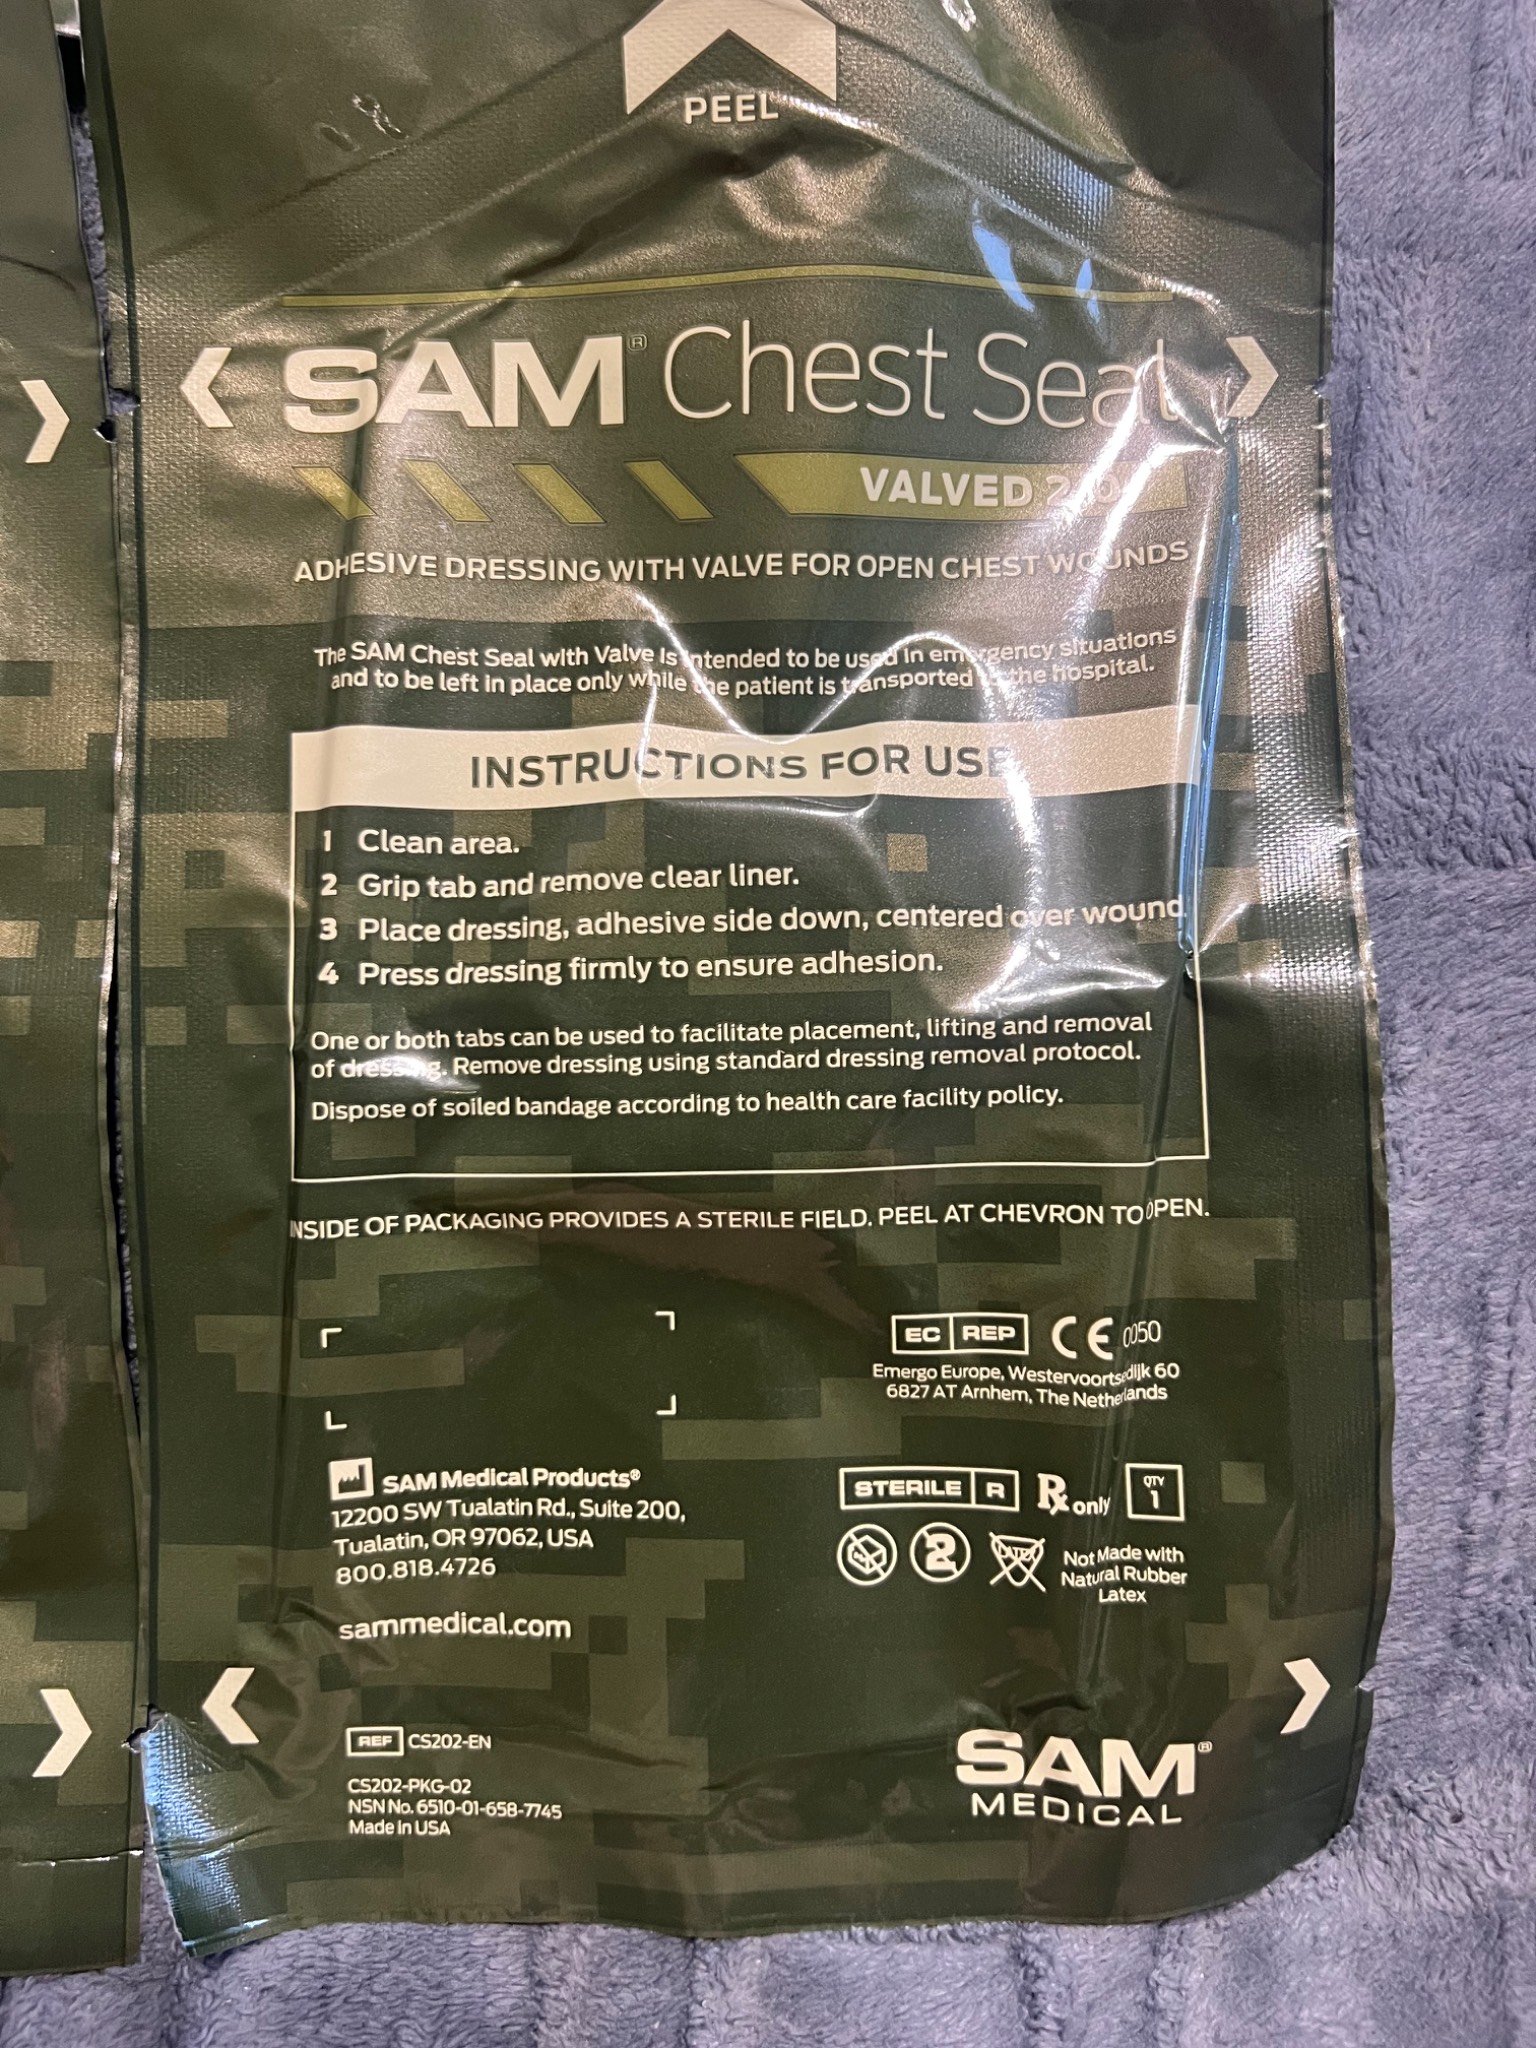 PEEL
SAM® Chest Seal
VALVED
ADHESIVE DRESSING WITH VALVE FOR OPEN CHEST WOUNDS
The SAM Chest Seal with Valve is intended to be used in emergency situations
and to be left in place only while the patient is transported to the hospital.
INSTRUCTIONS FOR USE
1 Clean area.
2 Grip tab and remove clear liner.
3 Place dressing, adhesive side down, centered over wound.
4 Press dressing firmly to ensure adhesion.
One or both tabs can be used to facilitate placement, lifting and removal
of dressing. Remove dressing using standard dressing removal protocol.
Dispose of soiled bandage according to health care facility policy.
INSIDE OF PACKAGING PROVIDES A STERILE FIELD. PEEL AT CHEVRON TO OPEN.
EC REP CE 0050
Emergo Europe, Westervoortsedijk 60
6827 AT Arnhem, The Netherlands
SAM Medical Products®
12200 SW Tualatin Rd., Suite 200,
Tualatin, OR 97062, USA
800.818.4726
sammedical.com
STERILE R Rx only QTY 1
2 LATEX Not Made with
Natural Rubber
Latex
REF CS202-EN
CS202-PKG-02
NSN No. 6510-01-658-7745
Made in USA
SAM®
MEDICAL